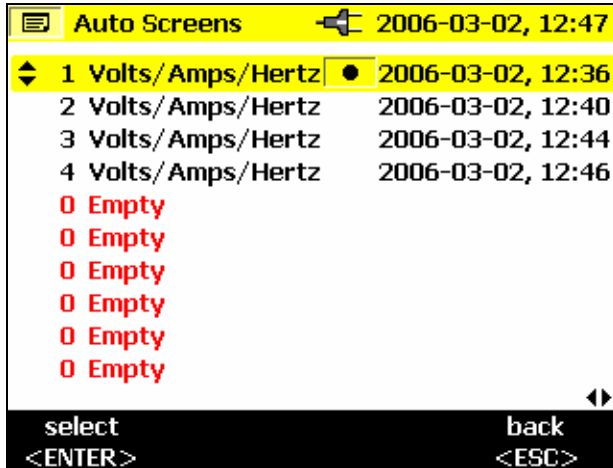 Auto Screens 2006-03-02, 12:47
1 Volts/Amps/Hertz 2006-03-02, 12:36
2 Volts/Amps/Hertz 2006-03-02, 12:40
3 Volts/Amps/Hertz 2006-03-02, 12:44
4 Volts/Amps/Hertz 2006-03-02, 12:46
0 Empty
0 Empty
0 Empty
0 Empty
0 Empty
0 Empty
select back
<ENTER> <ESC>